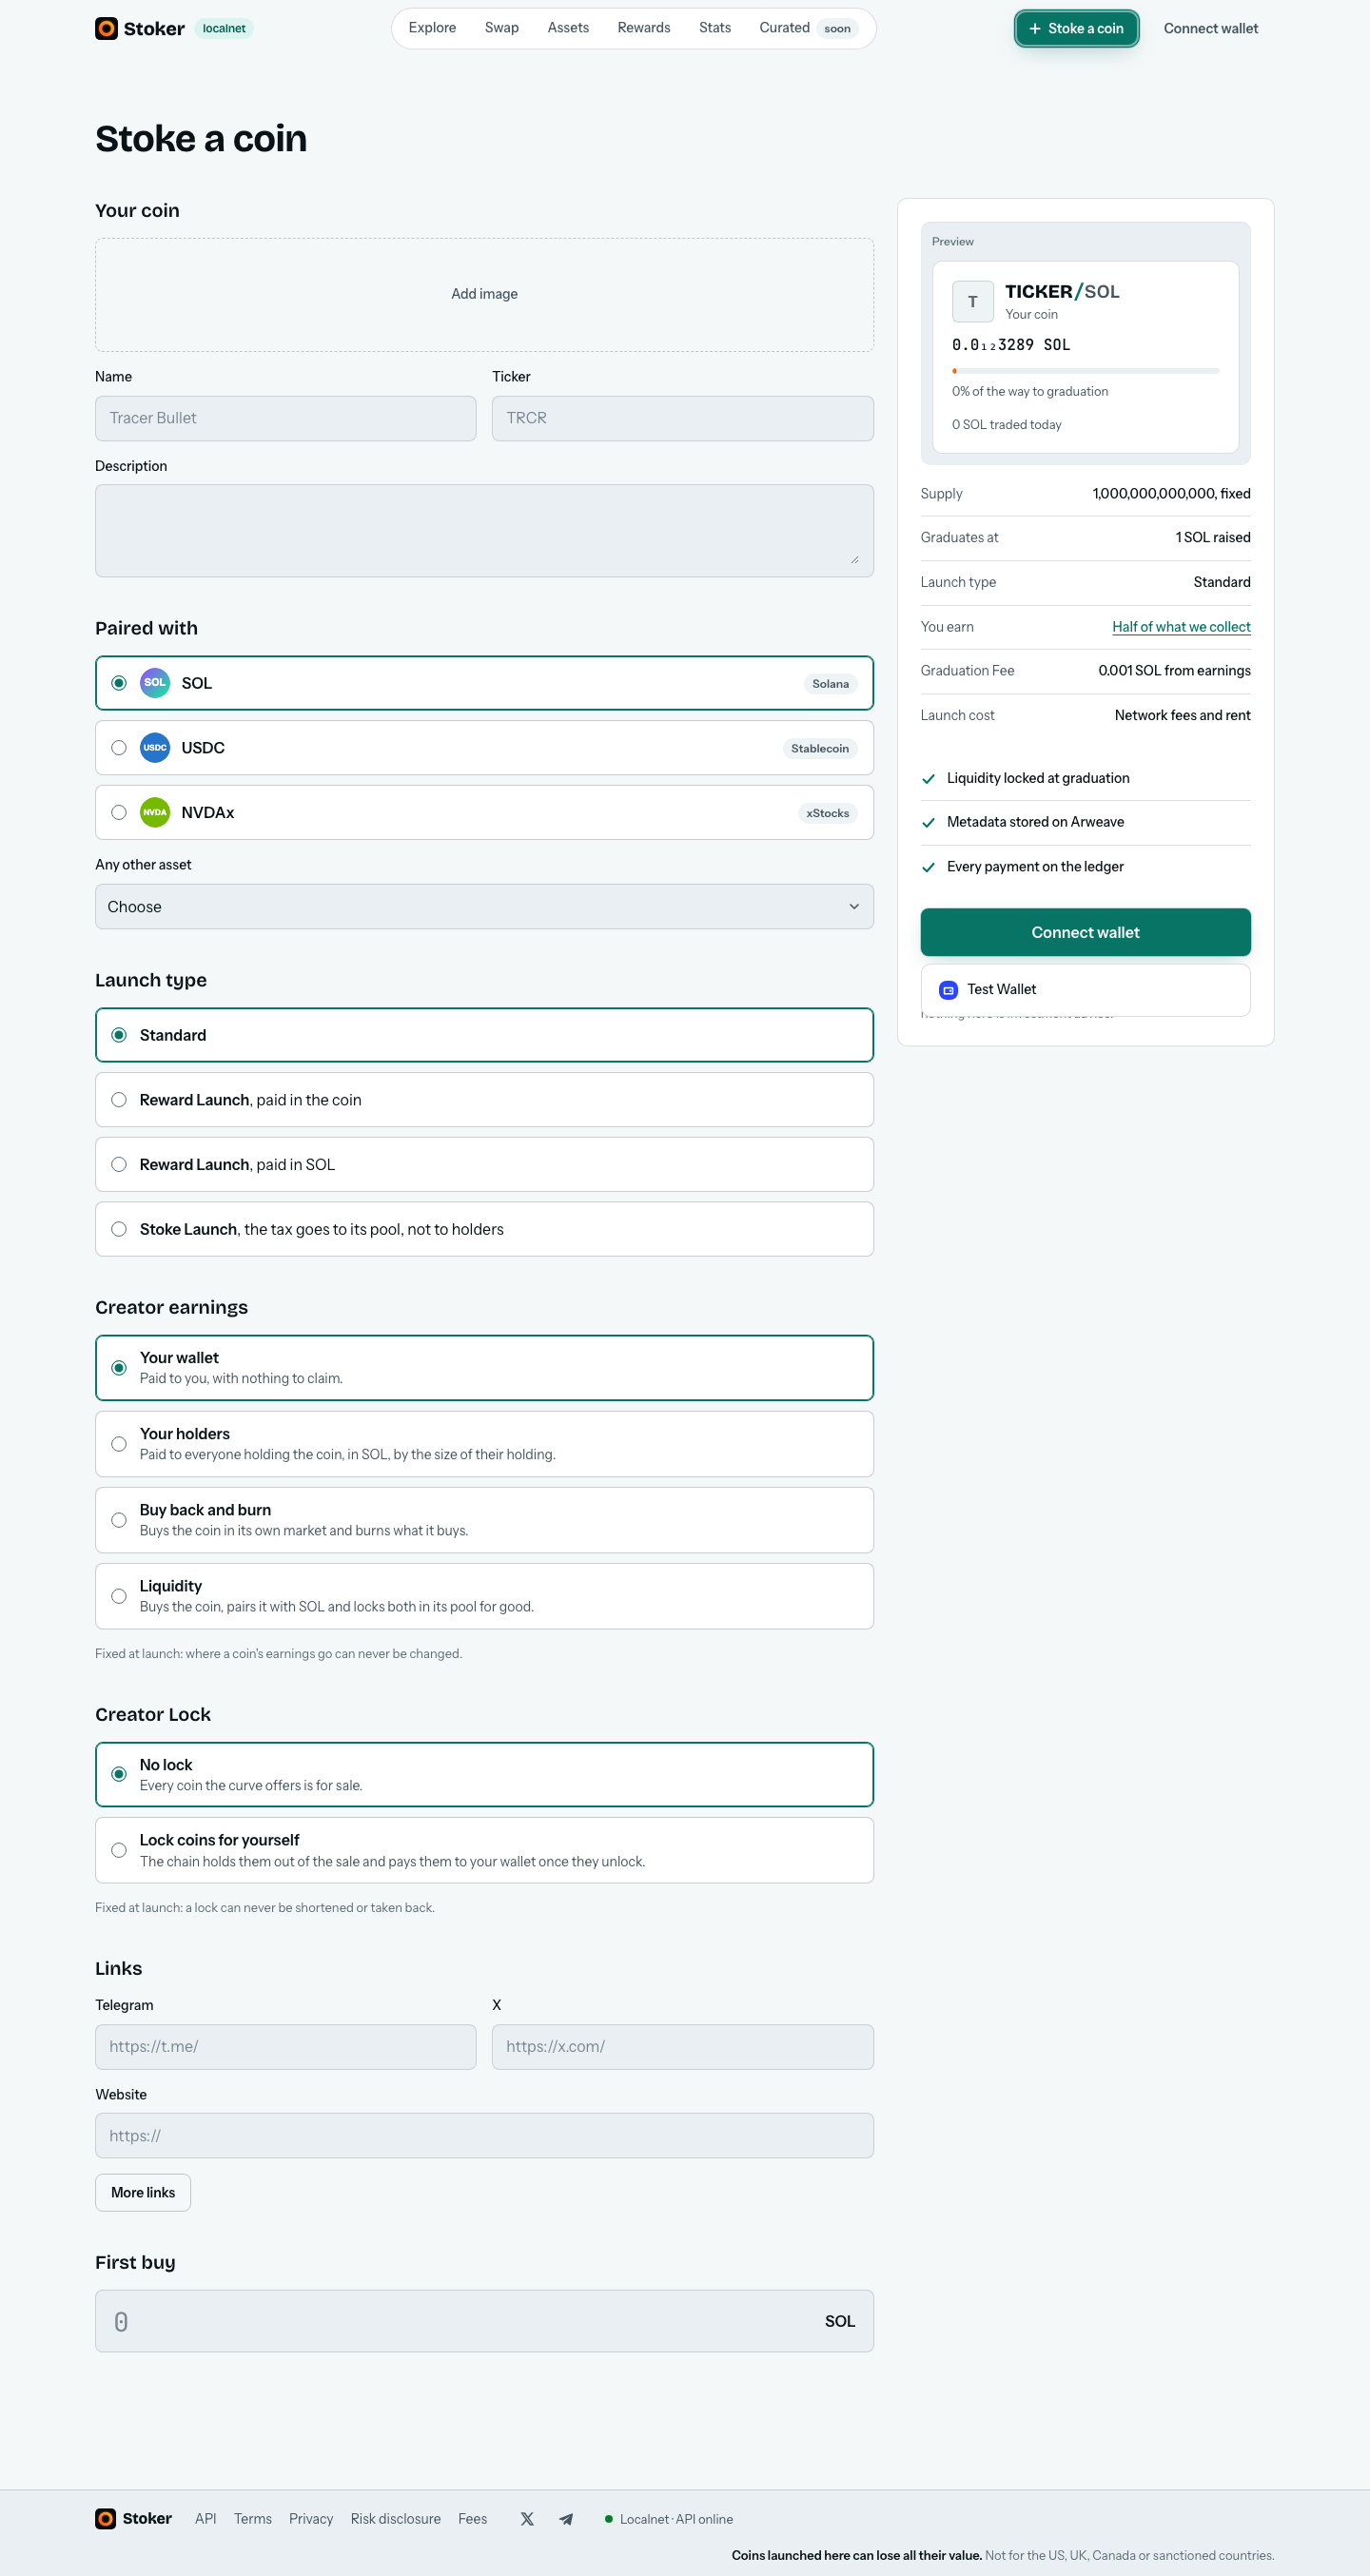 Stoker localnet
Explore Swap Assets Rewards Stats Curated soon
+ Stoke a coin
Connect wallet
Stoke a coin
Your coin
Add image
Name
Tracer Bullet
Ticker
TRCR
Description
Paired with
SOL SOL Solana
USDC USDC Stablecoin
NVDA NVDAx xStocks
Any other asset
Choose
Launch type
Standard
Reward Launch, paid in the coin
Reward Launch, paid in SOL
Stoke Launch, the tax goes to its pool, not to holders
Creator earnings
Your wallet
Paid to you, with nothing to claim.
Your holders
Paid to everyone holding the coin, in SOL, by the size of their holding.
Buy back and burn
Buys the coin in its own market and burns what it buys.
Liquidity
Buys the coin, pairs it with SOL and locks both in its pool for good.
Fixed at launch: where a coin's earnings go can never be changed.
Creator Lock
No lock
Every coin the curve offers is for sale.
Lock coins for yourself
The chain holds them out of the sale and pays them to your wallet once they unlock.
Fixed at launch: a lock can never be shortened or taken back.
Links
Telegram
https://t.me/
X
https://x.com/
Website
https://
More links
First buy
0 SOL
Preview
T
TICKER/SOL
Your coin
0.0₁₂3289 SOL
0% of the way to graduation
0 SOL traded today
Supply 1,000,000,000,000, fixed
Graduates at 1 SOL raised
Launch type Standard
You earn Half of what we collect
Graduation Fee 0.001 SOL from earnings
Launch cost Network fees and rent
Liquidity locked at graduation
Metadata stored on Arweave
Every payment on the ledger
Connect wallet
Test Wallet
Stoker API Terms Privacy Risk disclosure Fees Localnet · API online
Coins launched here can lose all their value. Not for the US, UK, Canada or sanctioned countries.